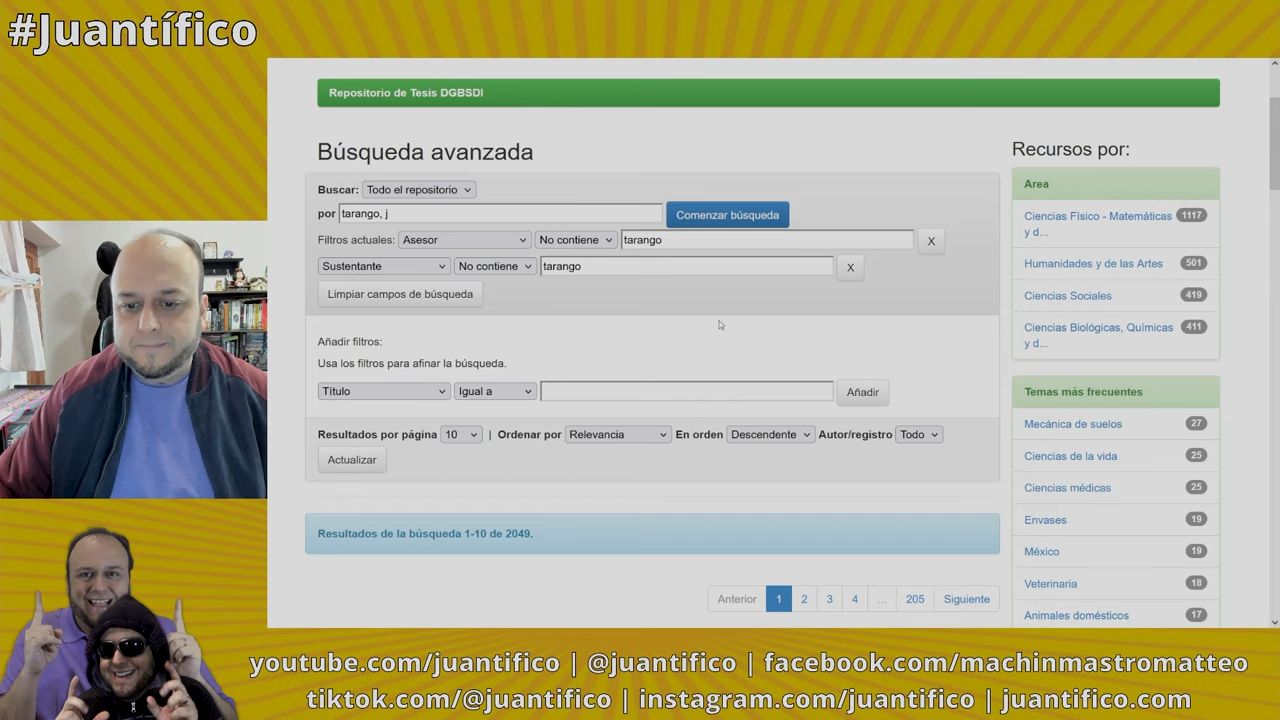 #Juantífico
Repositorio de Tesis DGBSDI
Búsqueda avanzada
Buscar: Todo el repositorio
por tarango, j Comenzar búsqueda
Filtros actuales: Asesor No contiene tarango X
Sustentante No contiene tarango X
Limpiar campos de búsqueda
Añadir filtros:
Usa los filtros para afinar la búsqueda.
Título Igual a Añadir
Resultados por página 10 | Ordenar por Relevancia En orden Descendente Autor/registro Todo
Actualizar
Resultados de la búsqueda 1-10 de 2049.
Anterior 1 2 3 4 ... 205 Siguiente
Recursos por:
Area
Ciencias Físico - Matemáticas 1117
y d...
Humanidades y de las Artes 501
Ciencias Sociales 419
Ciencias Biológicas, Químicas 411
y d...
Temas más frecuentes
Mecánica de suelos 27
Ciencias de la vida 25
Ciencias médicas 25
Envases 19
México 19
Veterinaria 18
Animales domésticos 17
youtube.com/juantifico | @juantifico | facebook.com/machinmastromatteo
tiktok.com/@juantifico | instagram.com/juantifico | juantifico.com